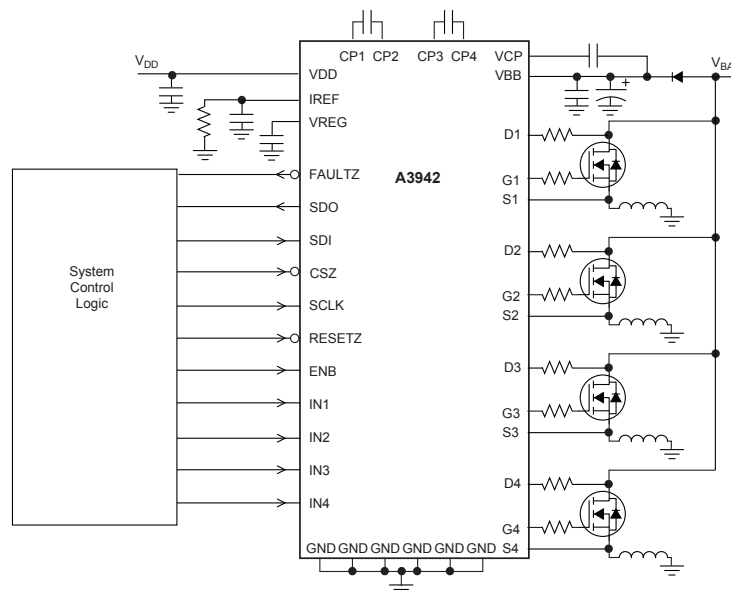 CP1 CP2 CP3 CP4
VDD
VDD
IREF
VREG
VCP
VBB
VBA
A3942
System
Control
Logic
FAULTZ
SDO
SDI
CSZ
SCLK
RESETZ
ENB
IN1
IN2
IN3
IN4
D1
G1
S1
D2
G2
S2
D3
G3
S3
D4
G4
S4
GND GND GND GND GND GND
+